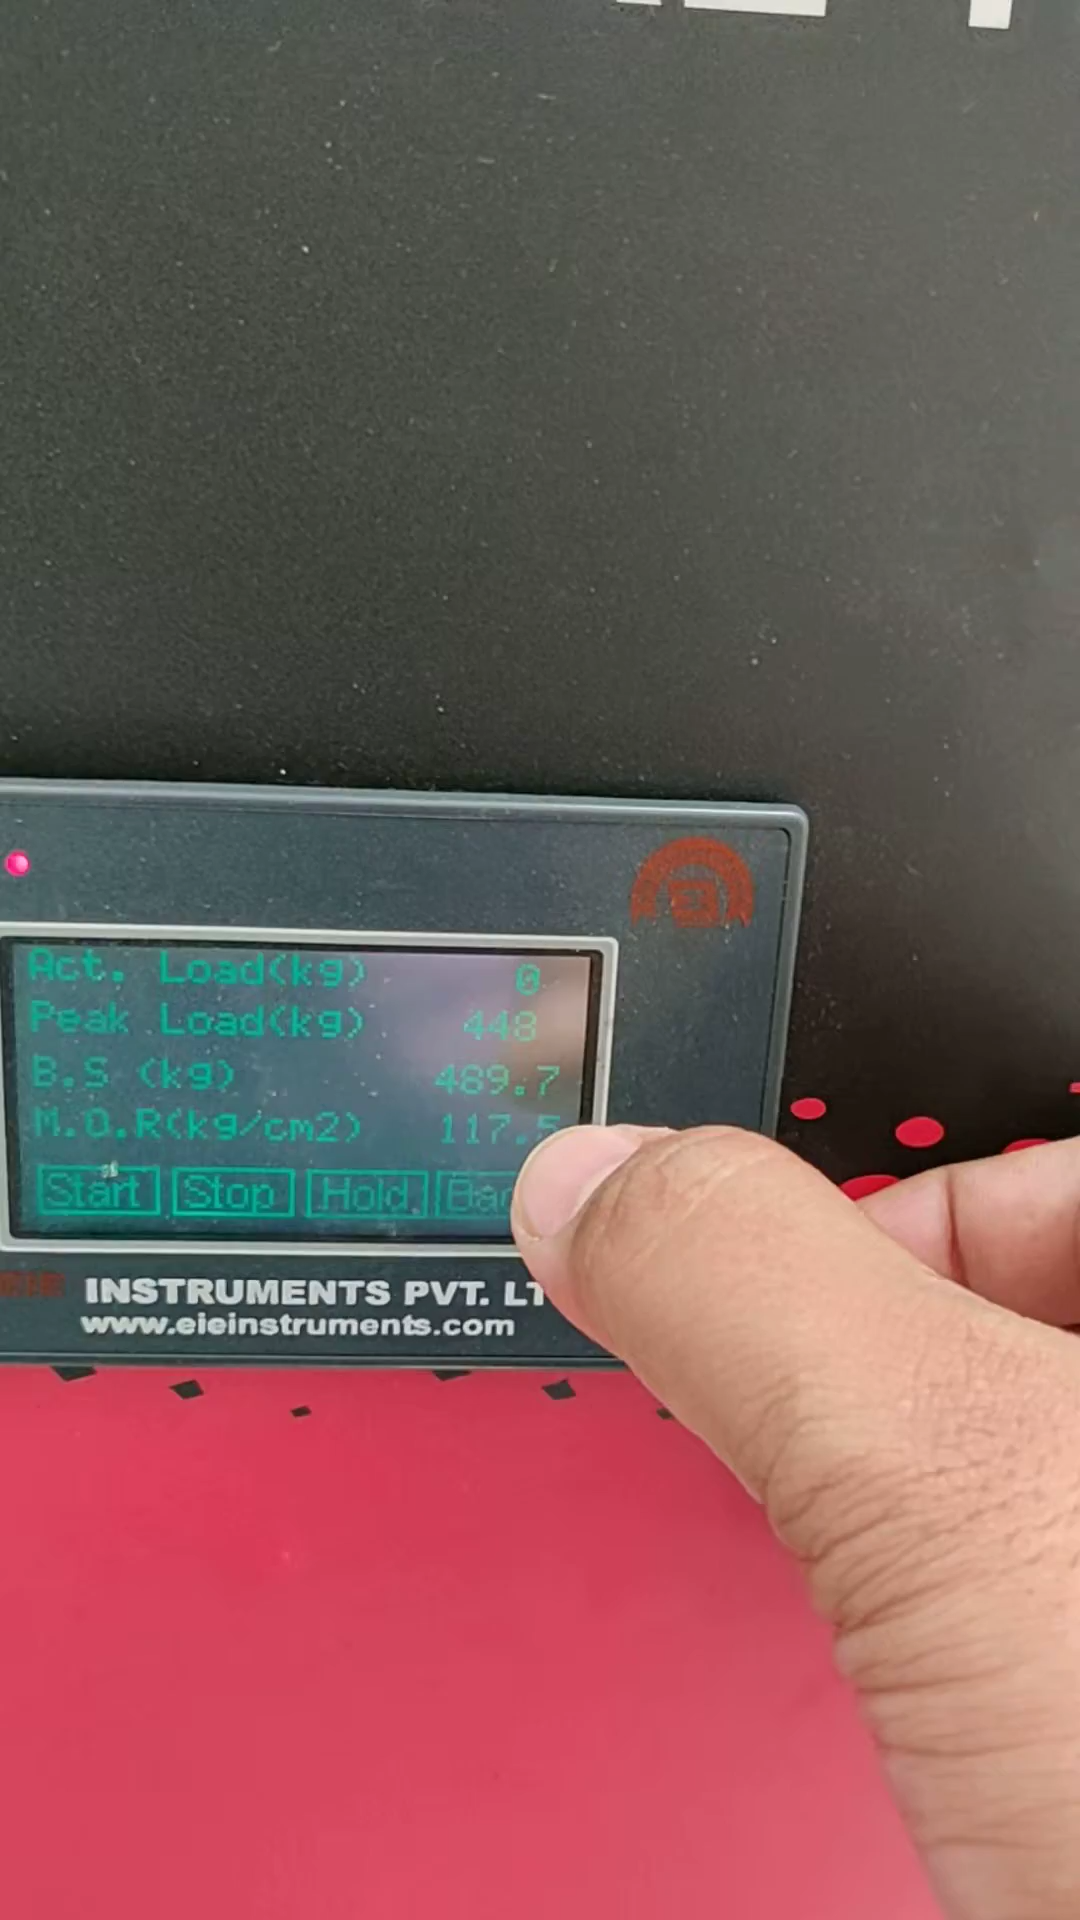 Act. Load(kg) 0
Peak Load(kg) 448
B.S (kg) 489.7
M.O.R(kg/cm2) 117.5
Start Stop Hold
INSTRUMENTS PVT. LT
www.eieinstruments.com